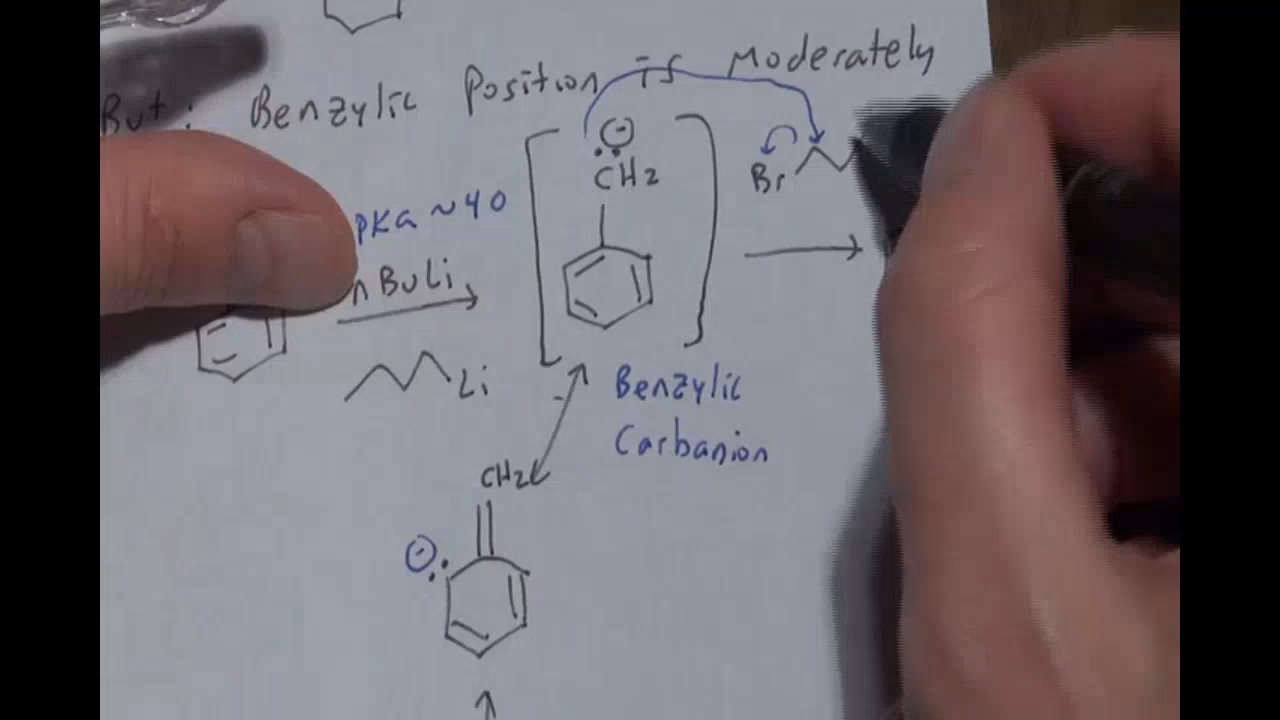 But: Benzylic Position is Moderately
CH2
Br
pKa ~40
nBuLi
Li
Benzylic
Carbanion
CH2